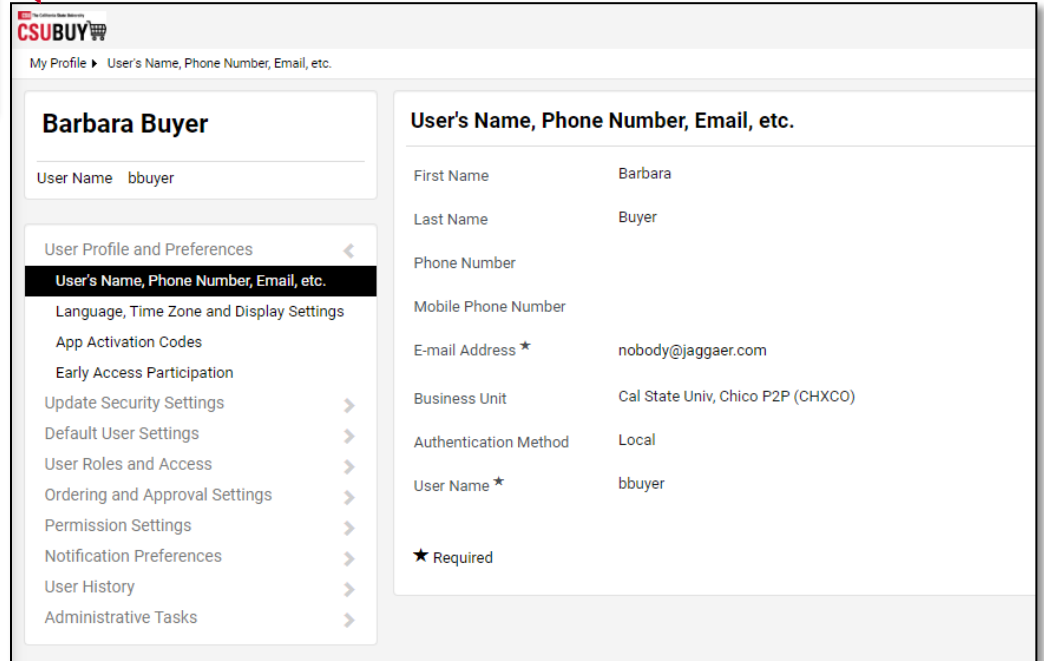 CSU The California State University
CSUBUY
My Profile ▸ User's Name, Phone Number, Email, etc.
Barbara Buyer
User Name bbuyer
User Profile and Preferences
User's Name, Phone Number, Email, etc.
Language, Time Zone and Display Settings
App Activation Codes
Early Access Participation
Update Security Settings
Default User Settings
User Roles and Access
Ordering and Approval Settings
Permission Settings
Notification Preferences
User History
Administrative Tasks
User's Name, Phone Number, Email, etc.
First Name Barbara
Last Name Buyer
Phone Number
Mobile Phone Number
E-mail Address ★ nobody@jaggaer.com
Business Unit Cal State Univ, Chico P2P (CHXCO)
Authentication Method Local
User Name ★ bbuyer
★ Required